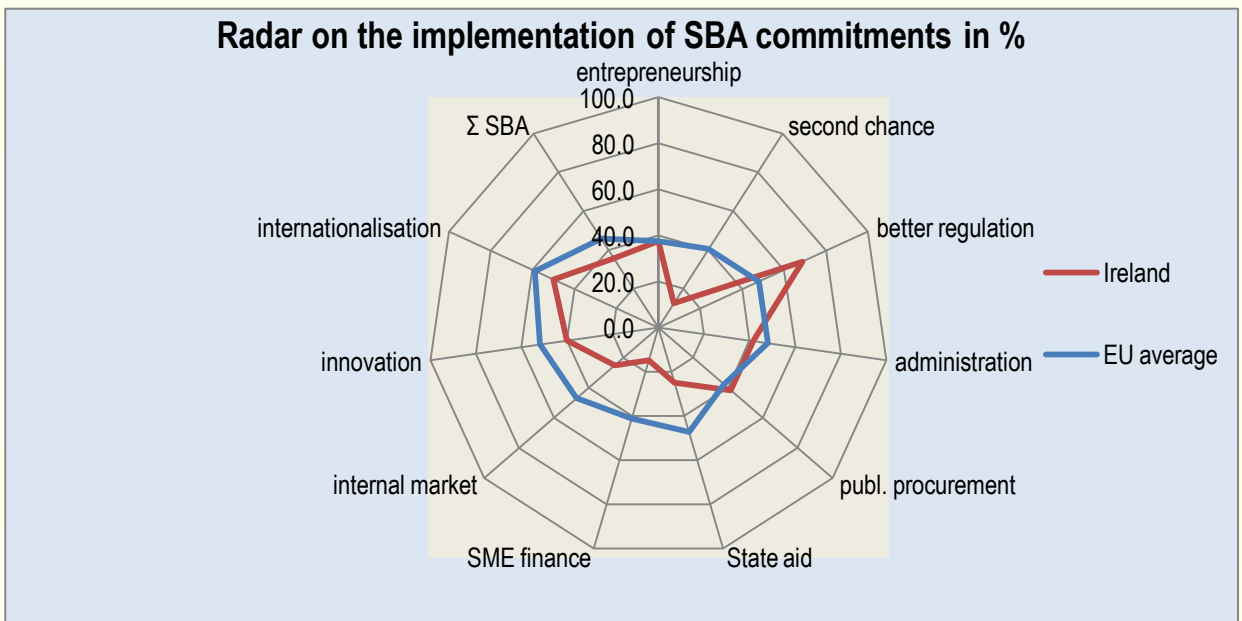 Radar on the implementation of SBA commitments in %
entrepreneurship
100.0
Σ SBA
second chance
80.0
60.0
internationalisation
better regulation
40.0
Ireland
20.0
0.0
innovation
administration
EU average
internal market
publ. procurement
SME finance
State aid